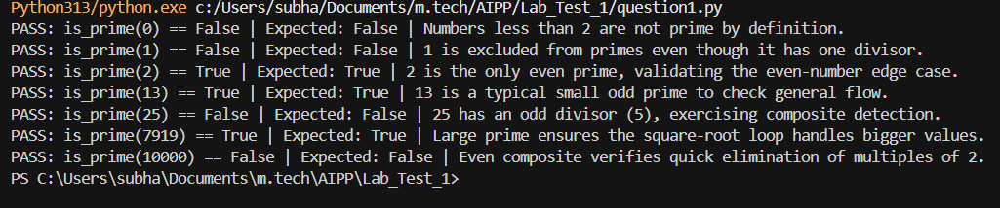 Python313/python.exe c:/Users/subha/Documents/m.tech/AIPP/Lab_Test_1/question1.py
PASS: is_prime(0) == False | Expected: False | Numbers less than 2 are not prime by definition.
PASS: is_prime(1) == False | Expected: False | 1 is excluded from primes even though it has one divisor.
PASS: is_prime(2) == True | Expected: True | 2 is the only even prime, validating the even-number edge case.
PASS: is_prime(13) == True | Expected: True | 13 is a typical small odd prime to check general flow.
PASS: is_prime(25) == False | Expected: False | 25 has an odd divisor (5), exercising composite detection.
PASS: is_prime(7919) == True | Expected: True | Large prime ensures the square-root loop handles bigger values.
PASS: is_prime(10000) == False | Expected: False | Even composite verifies quick elimination of multiples of 2.
PS C:\Users\subha\Documents\m.tech\AIPP\Lab_Test_1>